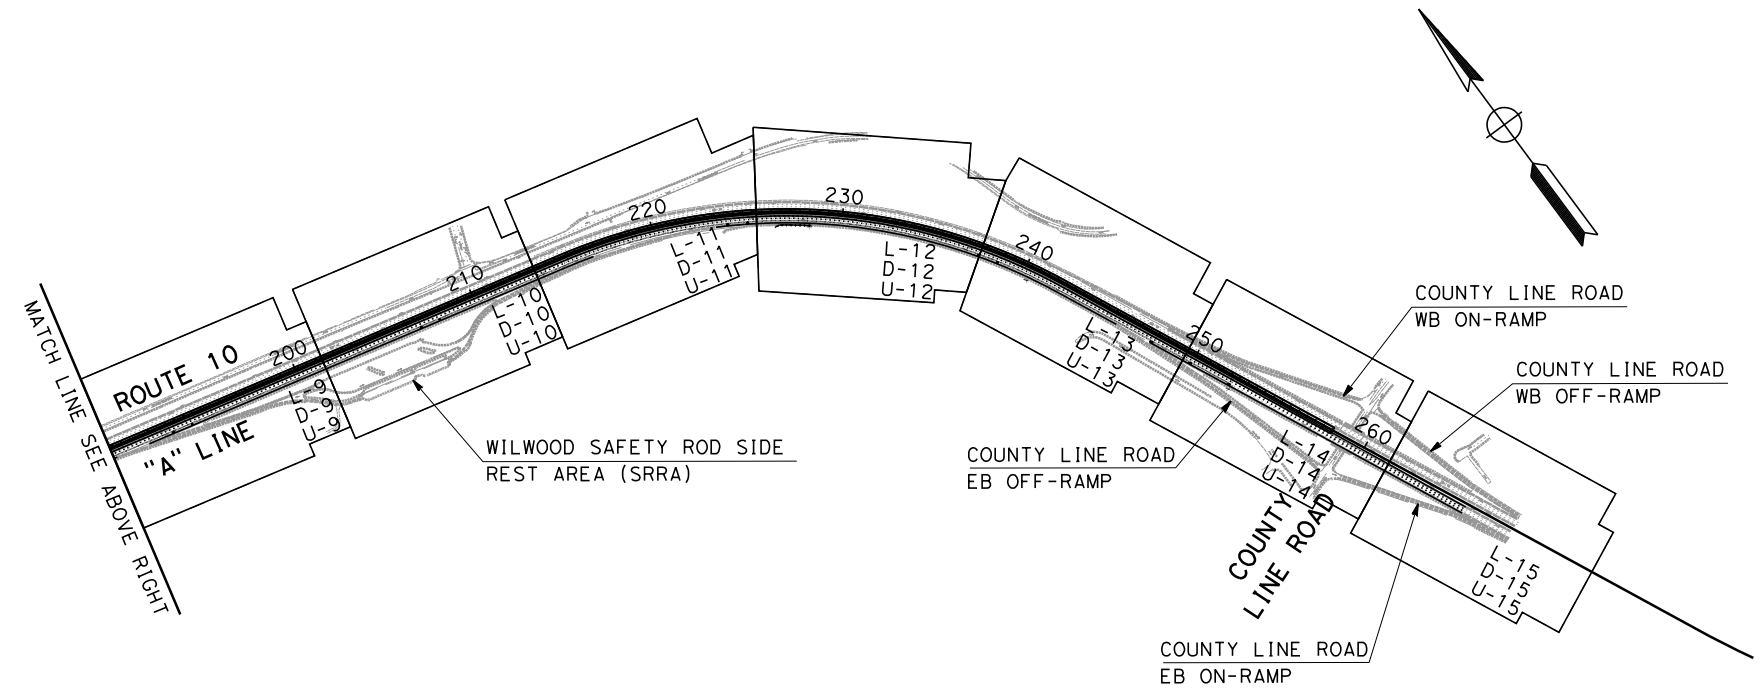 MATCH LINE SEE ABOVE RIGHT
ROUTE 10
"A" LINE
200
210
220
230
240
250
260
L-9
D-9
U-9
L-10
D-10
U-10
L-11
D-11
U-11
L-12
D-12
U-12
L-13
D-13
U-13
L-14
D-14
U-14
L-15
D-15
U-15
WILWOOD SAFETY ROD SIDE
REST AREA (SRRA)
COUNTY LINE ROAD
WB ON-RAMP
COUNTY LINE ROAD
WB OFF-RAMP
COUNTY LINE ROAD
EB OFF-RAMP
COUNTY
LINE ROAD
COUNTY LINE ROAD
EB ON-RAMP